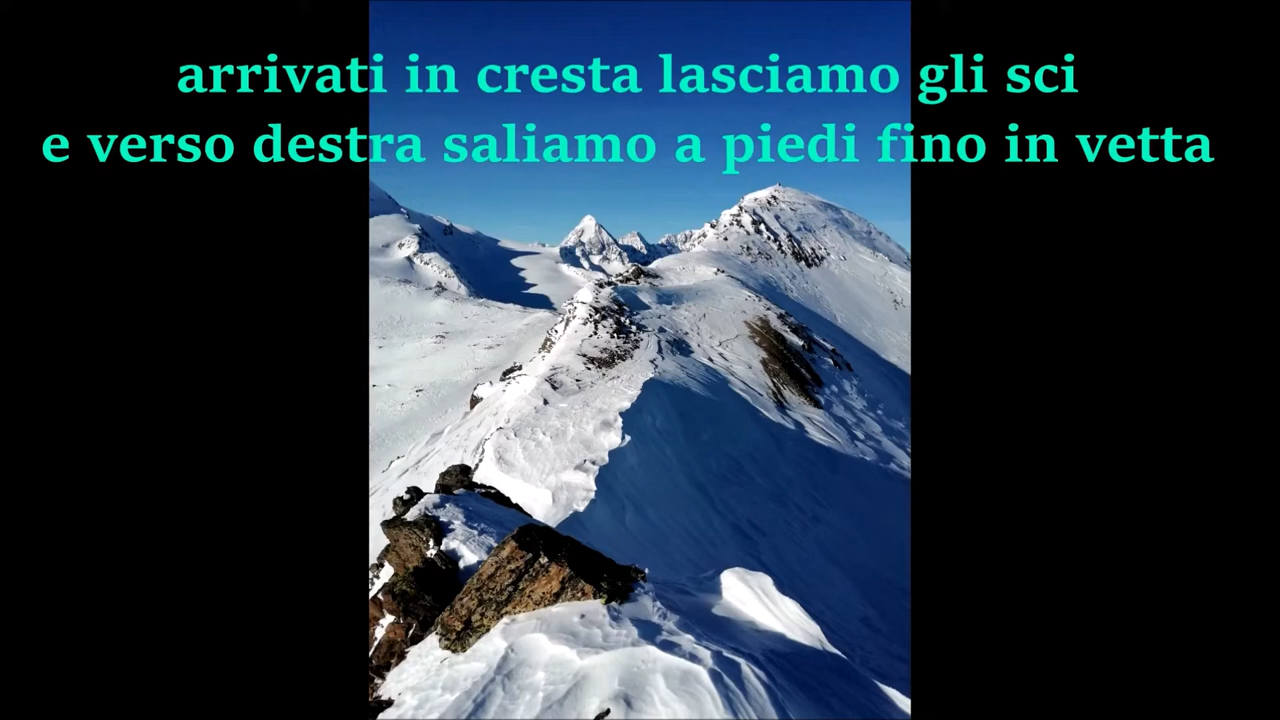 arrivati in cresta lasciamo gli sci
e verso destra saliamo a piedi fino in vetta